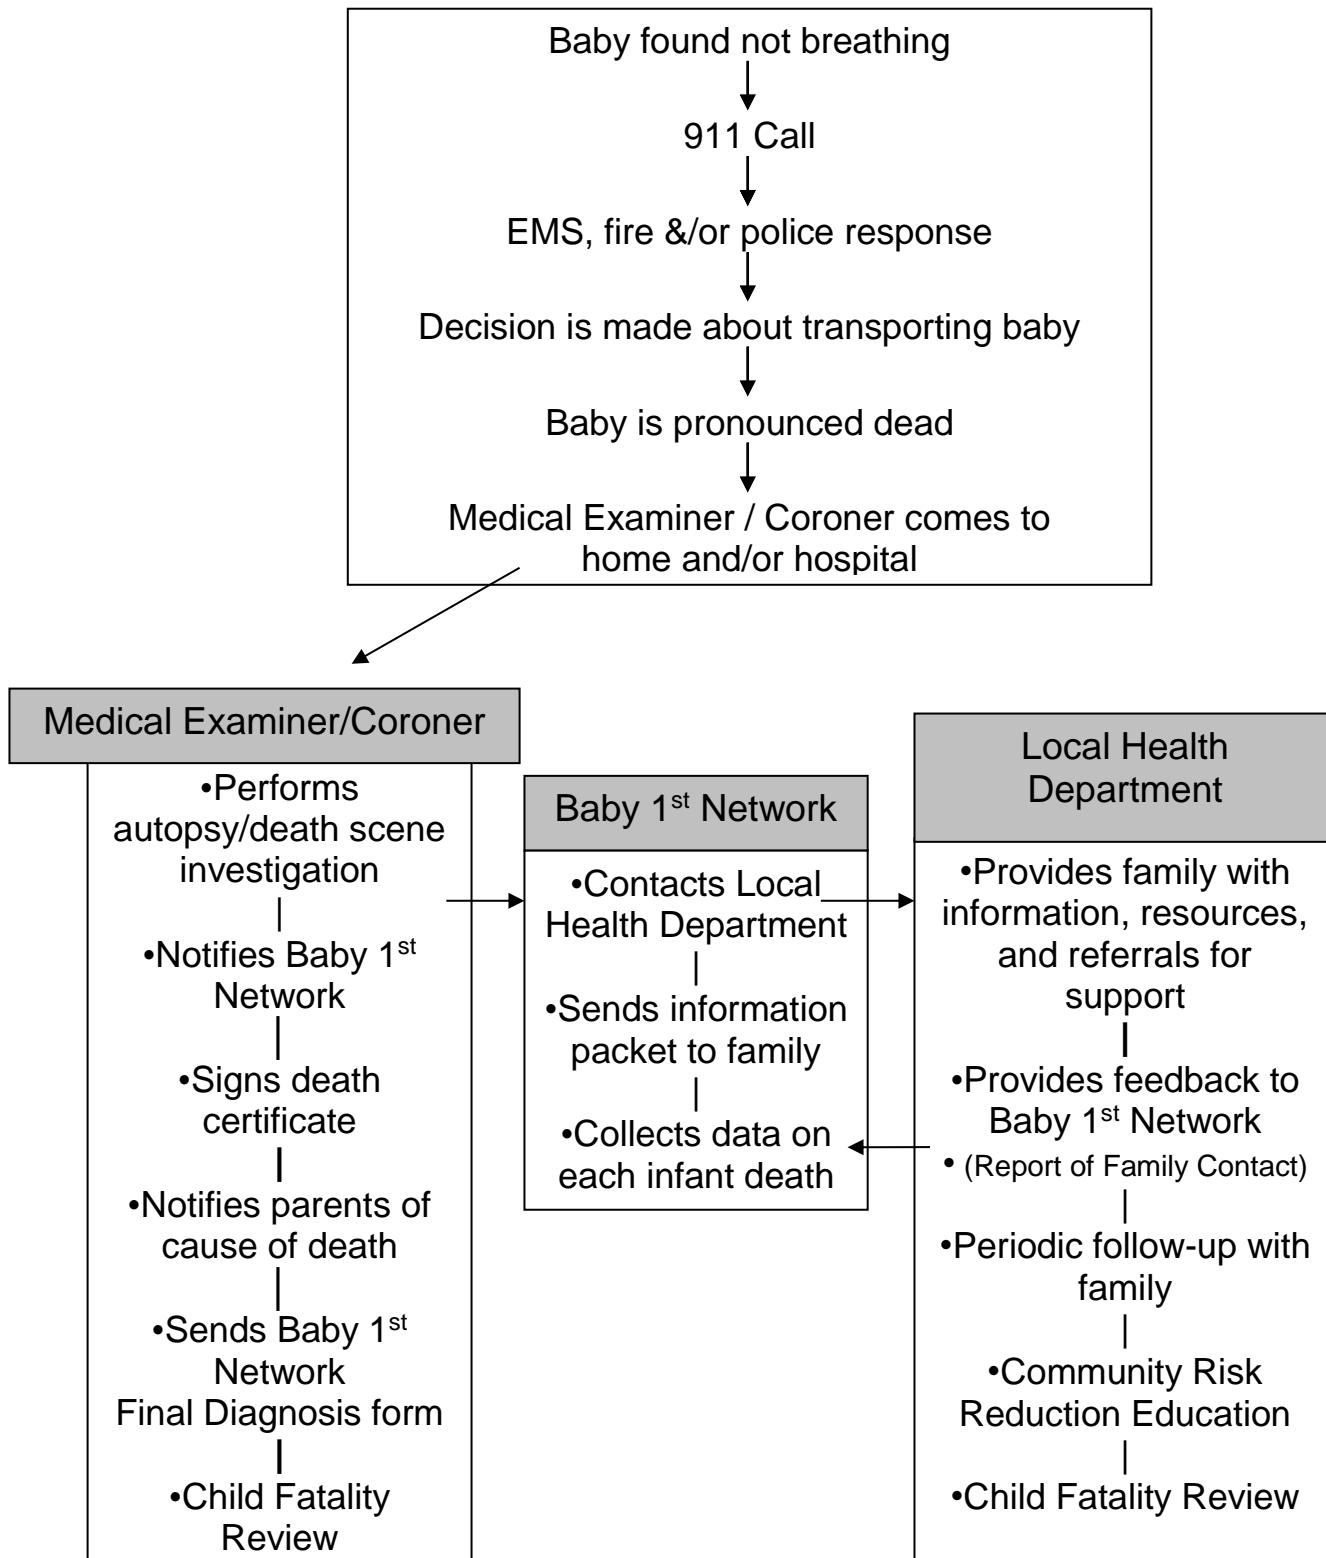 Baby found not breathing
911 Call
EMS, fire &/or police response
Decision is made about transporting baby
Baby is pronounced dead
Medical Examiner / Coroner comes to
home and/or hospital
Medical Examiner/Coroner
•Performs
autopsy/death scene
investigation
•Notifies Baby 1st
Network
•Signs death
certificate
•Notifies parents of
cause of death
•Sends Baby 1st
Network
Final Diagnosis form
•Child Fatality
Review
Baby 1st Network
•Contacts Local
Health Department
•Sends information
packet to family
•Collects data on
each infant death
Local Health
Department
•Provides family with
information, resources,
and referrals for
support
•Provides feedback to
Baby 1st Network
• (Report of Family Contact)
•Periodic follow-up with
family
•Community Risk
Reduction Education
•Child Fatality Review